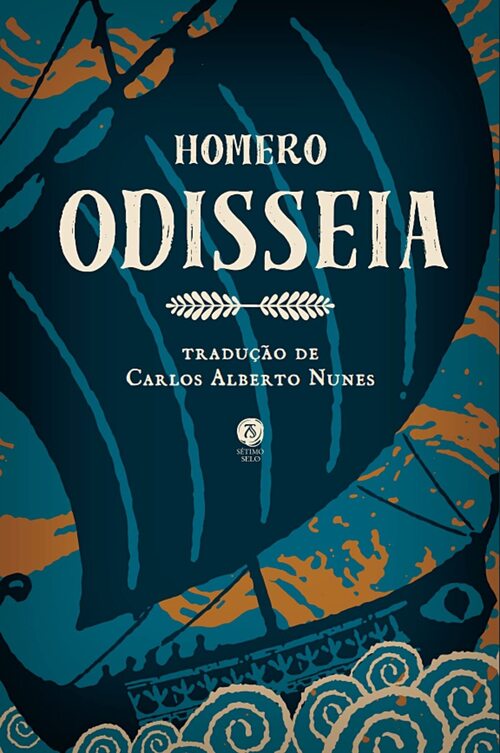 HOMERO
ODISSEIA
TRADUÇÃO DE
CARLOS ALBERTO NUNES
SÉTIMO
SELO